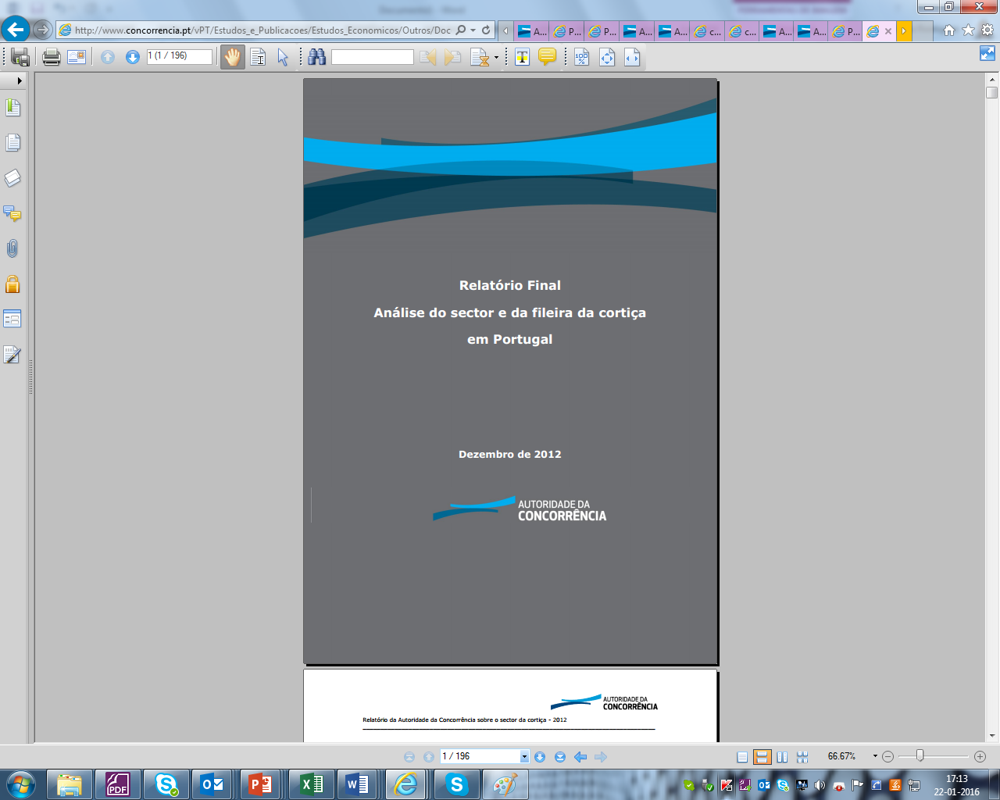 http://www.concorrencia.pt/vPT/Estudos_e_Publicacoes/Estudos_Economicos/Outros/Doc
A...
P...
P...
A...
A...
c...
c...
A...
A...
P...
1 (1 / 196)
Relatório Final
Análise do sector e da fileira da cortiça
em Portugal
Dezembro de 2012
AUTORIDADE DA
CONCORRÊNCIA
AUTORIDADE DA
CONCORRÊNCIA
Relatório da Autoridade da Concorrência sobre o sector da cortiça - 2012
1 / 196
66.67%
PDF
17:13
22-01-2016